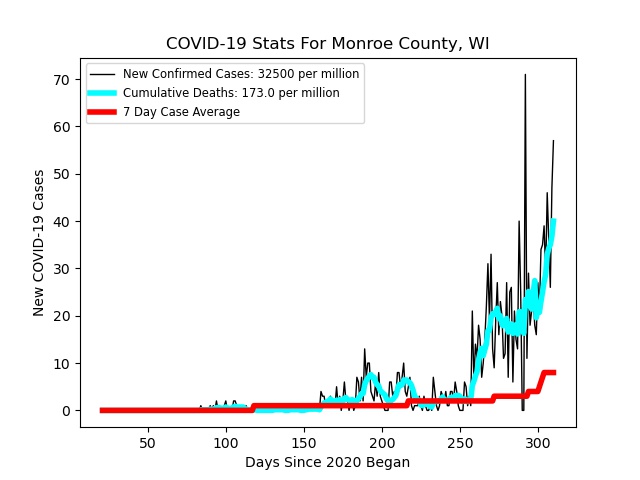 COVID-19 Stats For Monroe County, WI
New Confirmed Cases: 32500 per million
Cumulative Deaths: 173.0 per million
7 Day Case Average
70
60
50
40
30
20
10
0
New COVID-19 Cases
50 100 150 200 250 300
Days Since 2020 Began